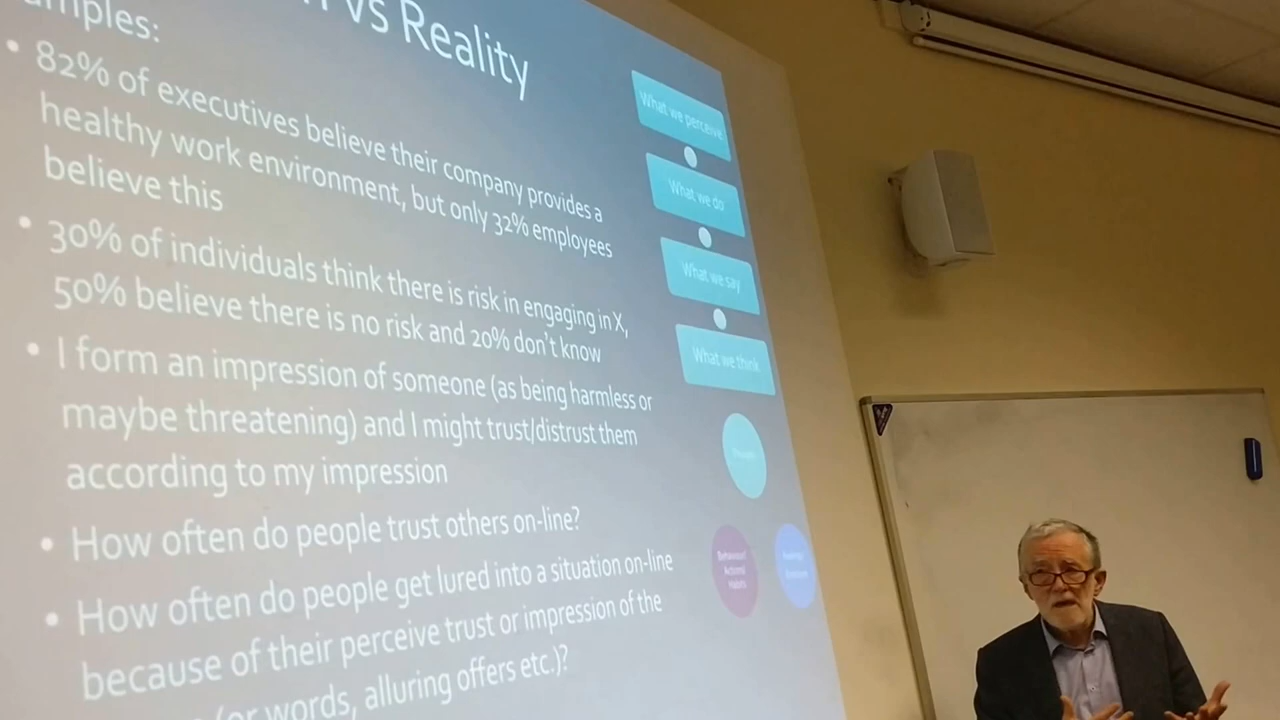 vs Reality
82% of executives believe their company provides a
healthy work environment, but only 32% employees
believe this
30% of individuals think there is risk in engaging in X,
50% believe there is no risk and 20% don't know
I form an impression of someone (as being harmless or
maybe threatening) and I might trust/distrust them
according to my impression
How often do people trust others on-line?
How often do people get lured into a situation on-line
because of their perceive trust or impression of the
(or words, alluring offers etc.)?
What we perceive
What we do
What we say
What we think
Behaviour/
Actions/
Habits